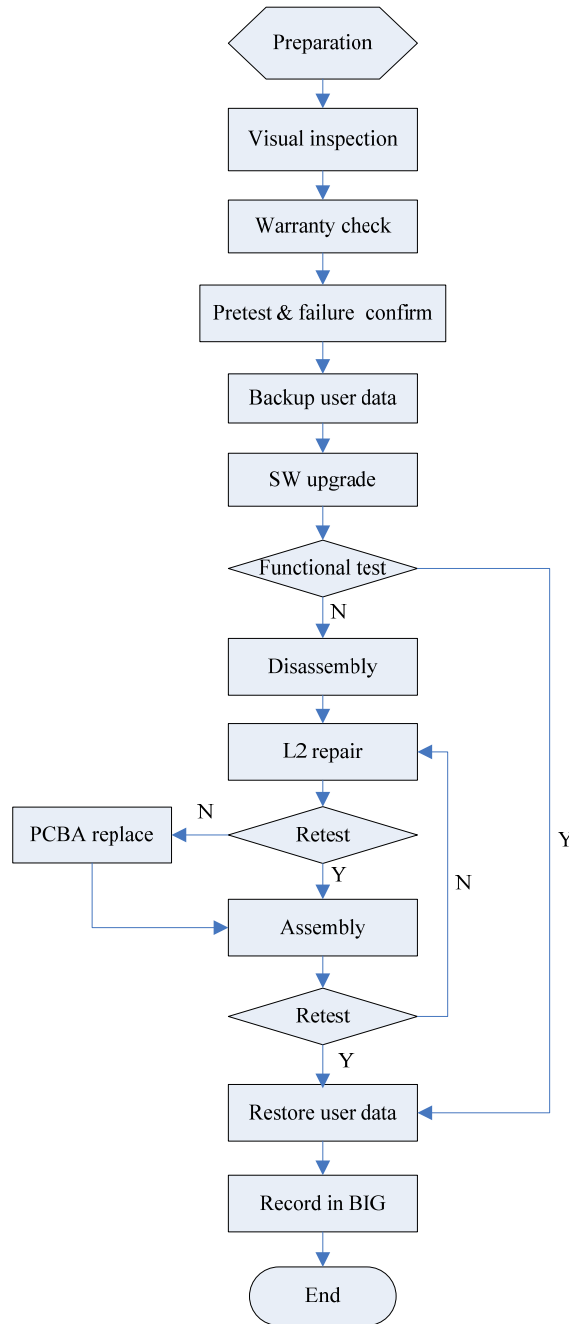 Preparation
Visual inspection
Warranty check
Pretest & failure confirm
Backup user data
SW upgrade
Functional test
N
Disassembly
L2 repair
PCBA replace
N
Retest
Y
Y
N
Assembly
Retest
Y
Restore user data
Record in BIG
End